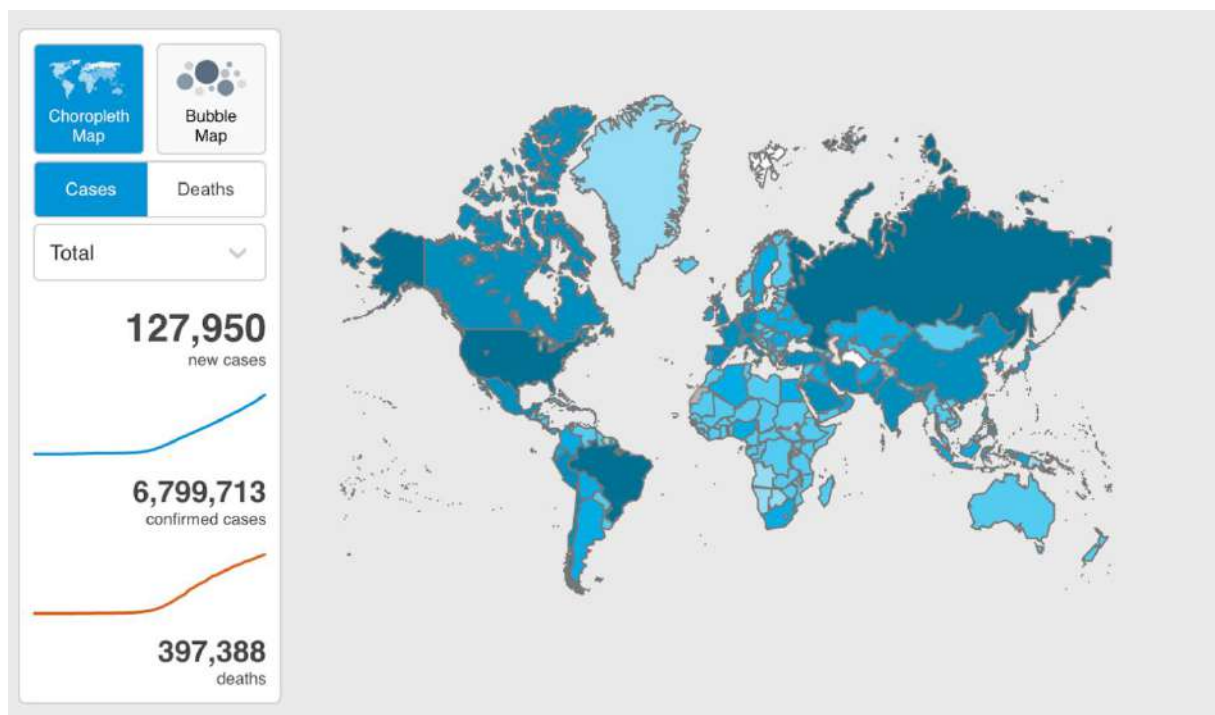 Choropleth
Map
Bubble
Map
Cases
Deaths
Total
127,950
new cases
6,799,713
confirmed cases
397,388
deaths